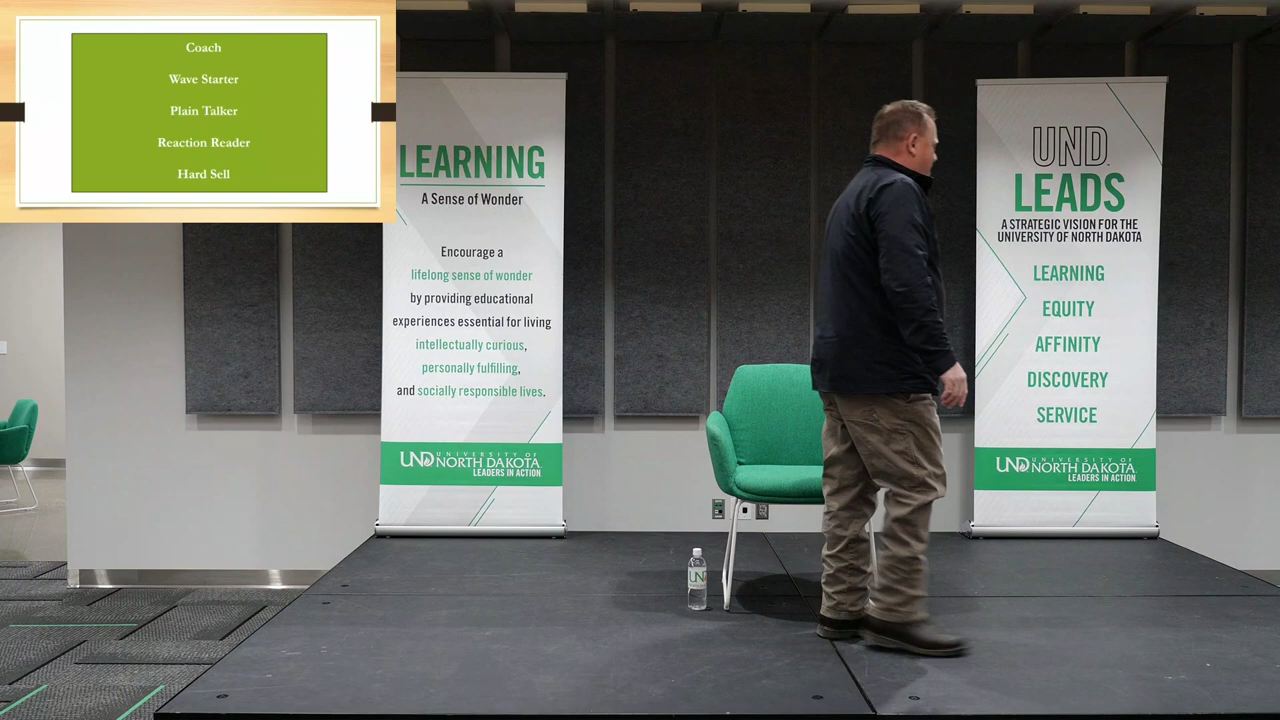 Coach
Wave Starter
Plain Talker
Reaction Reader
Hard Sell
LEARNING
A Sense of Wonder
Encourage a
lifelong sense of wonder
by providing educational
experiences essential for living
intellectually curious,
personally fulfilling,
and socially responsible lives.
UND UNIVERSITY OF
NORTH DAKOTA
LEADERS IN ACTION
UND
UND
LEADS
A STRATEGIC VISION FOR THE
UNIVERSITY OF NORTH DAKOTA
LEARNING
EQUITY
AFFINITY
DISCOVERY
SERVICE
UND UNIVERSITY OF
NORTH DAKOTA
LEADERS IN ACTION